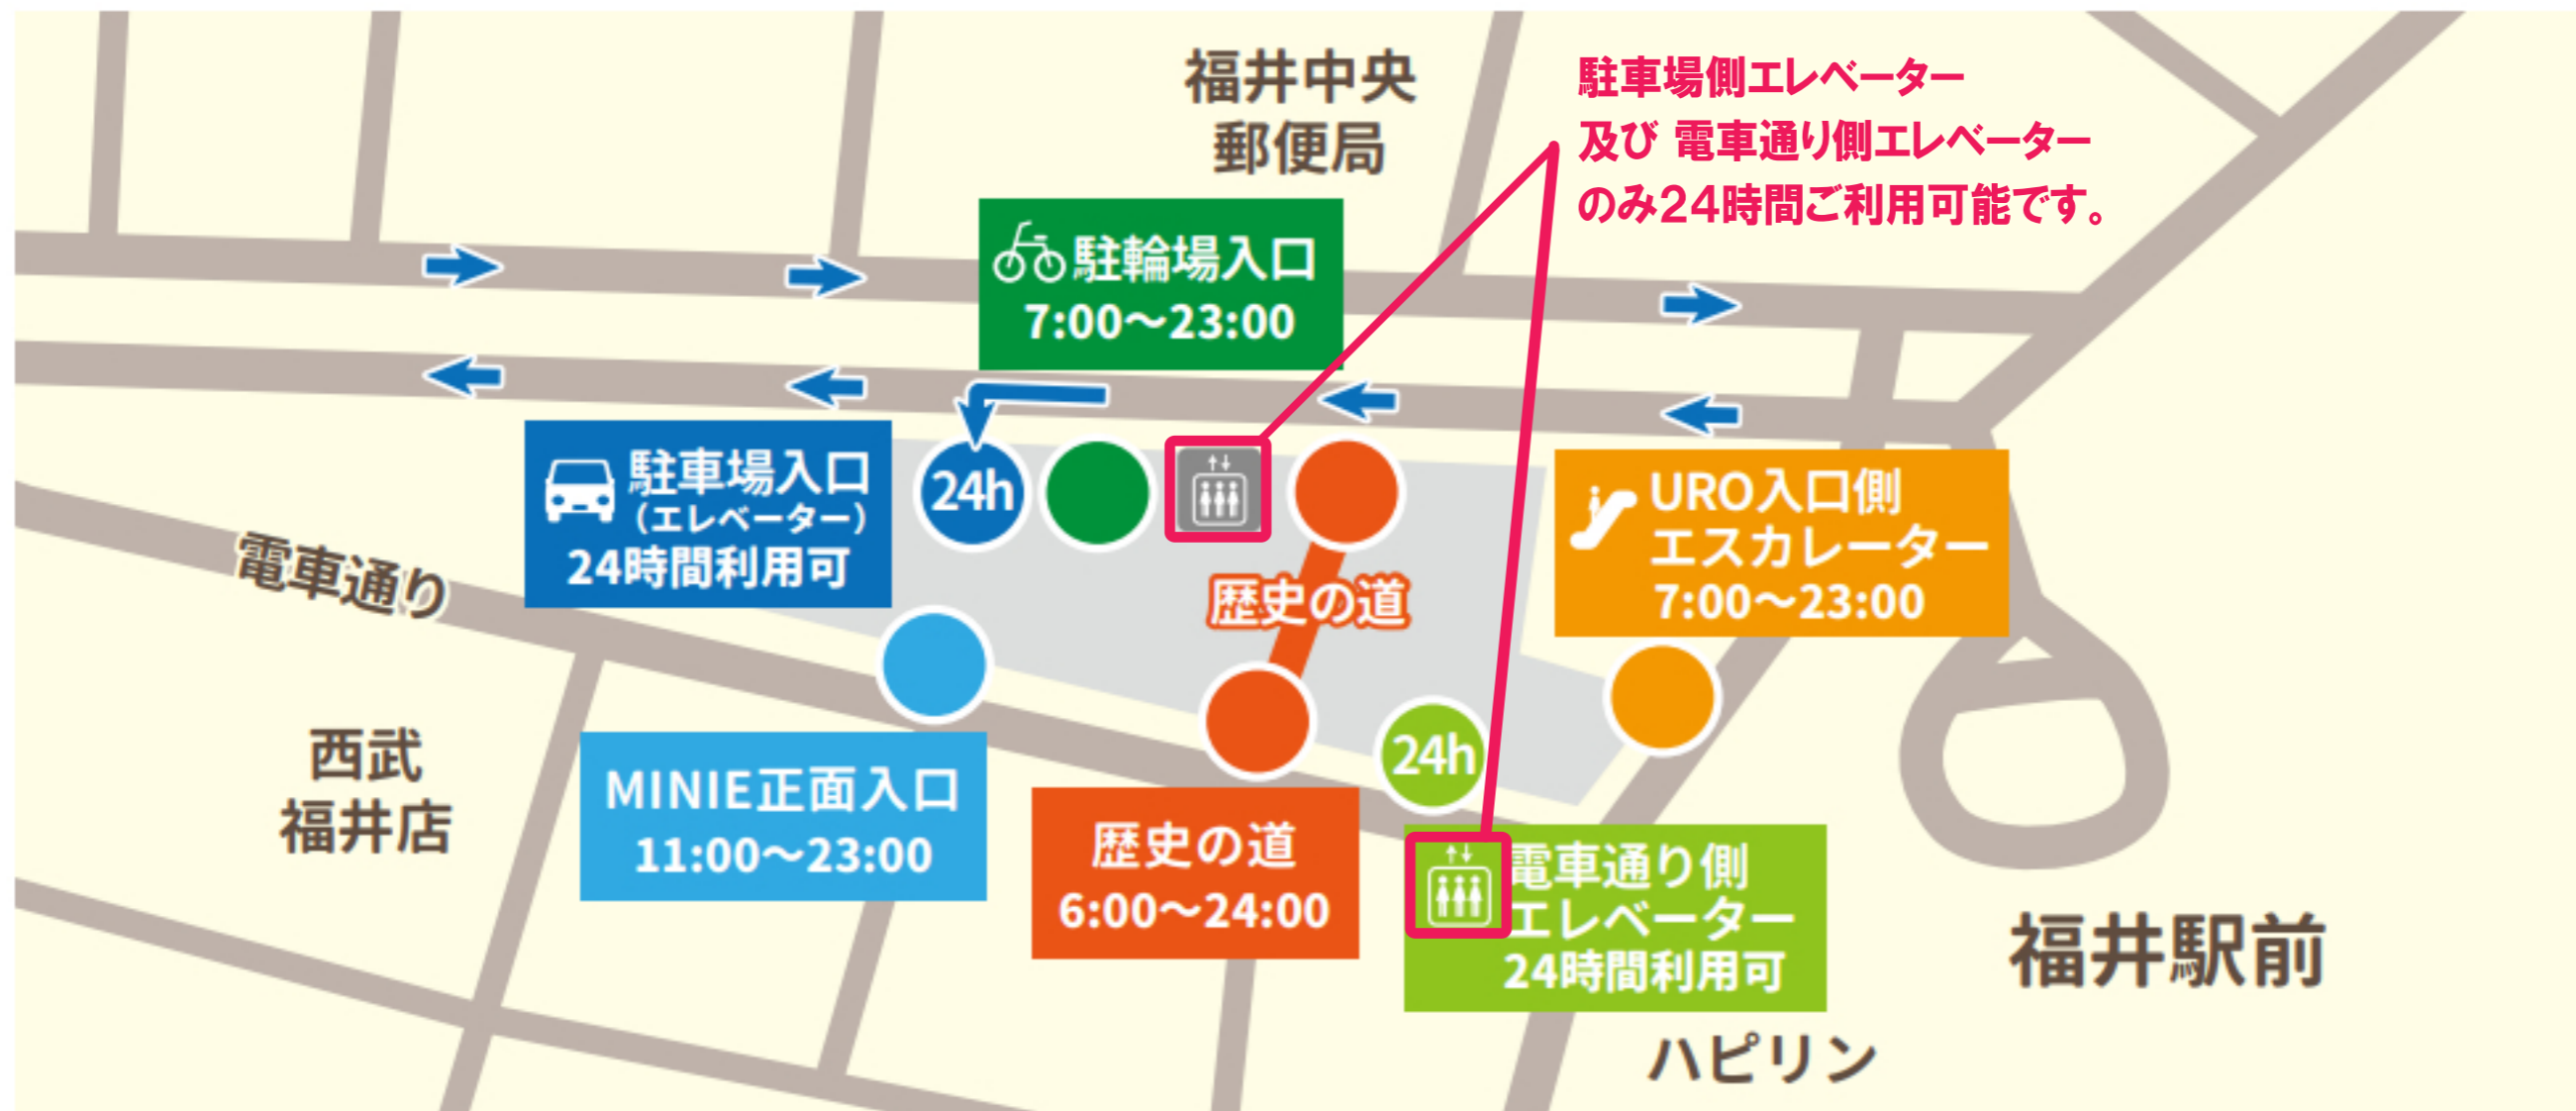 福井中央
郵便局
駐車場側エレベーター
及び 電車通り側エレベーター
のみ24時間ご利用可能です。
駐輪場入口
7:00〜23:00
駐車場入口
（エレベーター）
24時間利用可
24h
URO入口側
エスカレーター
7:00〜23:00
電車通り
歴史の道
西武
福井店
MINIE正面入口
11:00〜23:00
歴史の道
6:00〜24:00
24h
電車通り側
エレベーター
24時間利用可
福井駅前
ハピリン